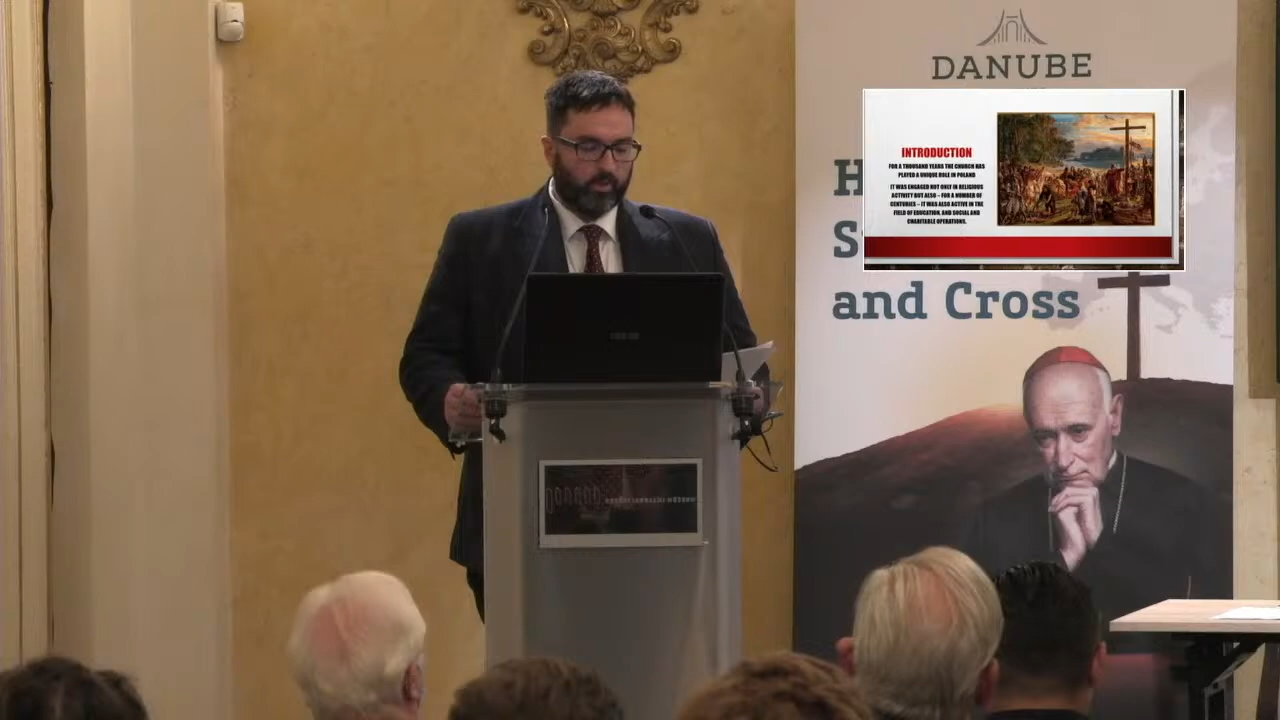 DANUBE
INTRODUCTION
FOR A THOUSAND YEARS THE CHURCH HAS
PLAYED A UNIQUE ROLE IN POLAND
IT WAS ENGAGED NOT ONLY IN RELIGIOUS
ACTIVITY BUT ALSO – FOR A NUMBER OF
CENTURIES – IT WAS ALSO ACTIVE IN THE
FIELD OF EDUCATION, AND SOCIAL AND
CHARITABLE OPERATIONS.
H
S
and Cross